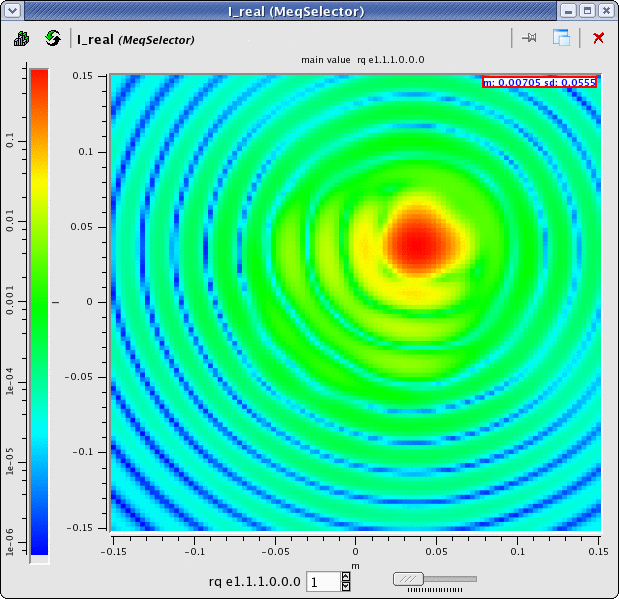 I_real (MeqSelector)
I_real (MeqSelector)
main value rq e1.1.1.0.0.0
m: 0.00705 sd: 0.0555
0.1
0.01
0.001
1e-04
1e-05
1e-06
0.15
0.1
0.05
0
-0.05
-0.1
-0.15
-0.15 -0.1 -0.05 0 0.05 0.1 0.15
m
rq e1.1.1.0.0.0 1